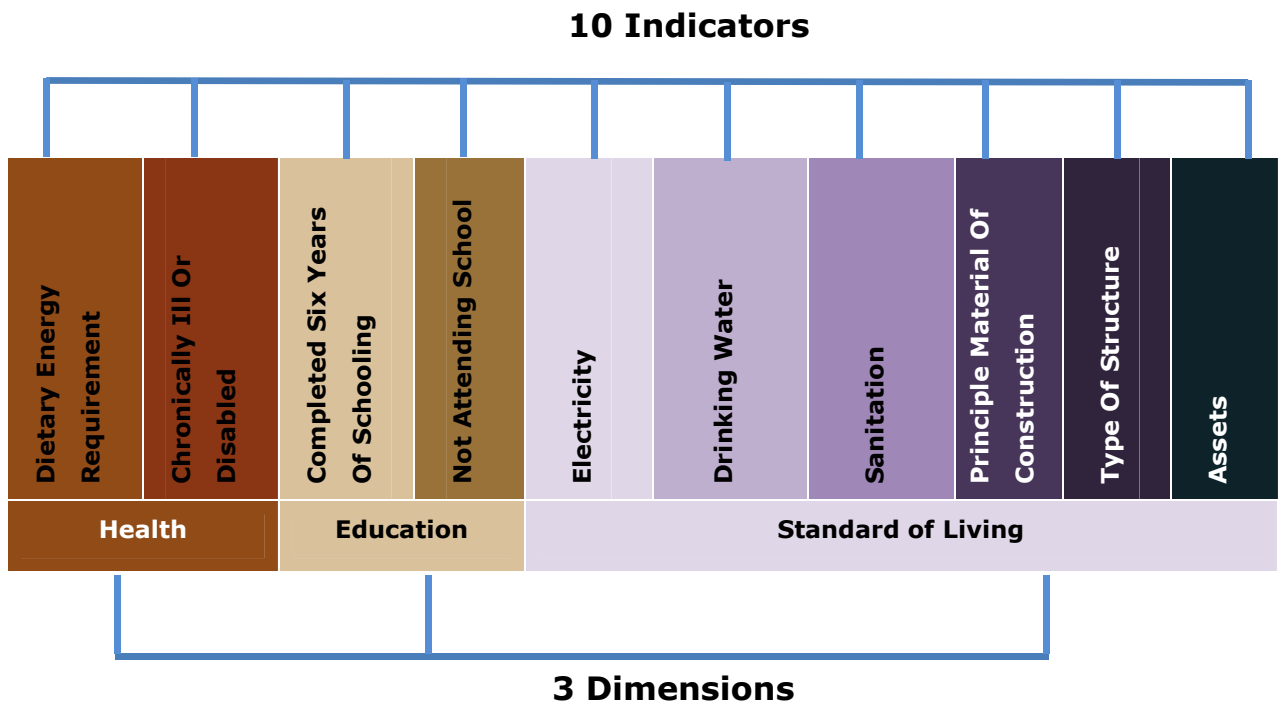 10 Indicators
Dietary Energy
Requirement
Chronically Ill Or
Disabled
Completed Six Years
Of Schooling
Not Attending School
Electricity
Drinking Water
Sanitation
Principle Material Of
Construction
Type Of Structure
Assets
Health
Education
Standard of Living
3 Dimensions